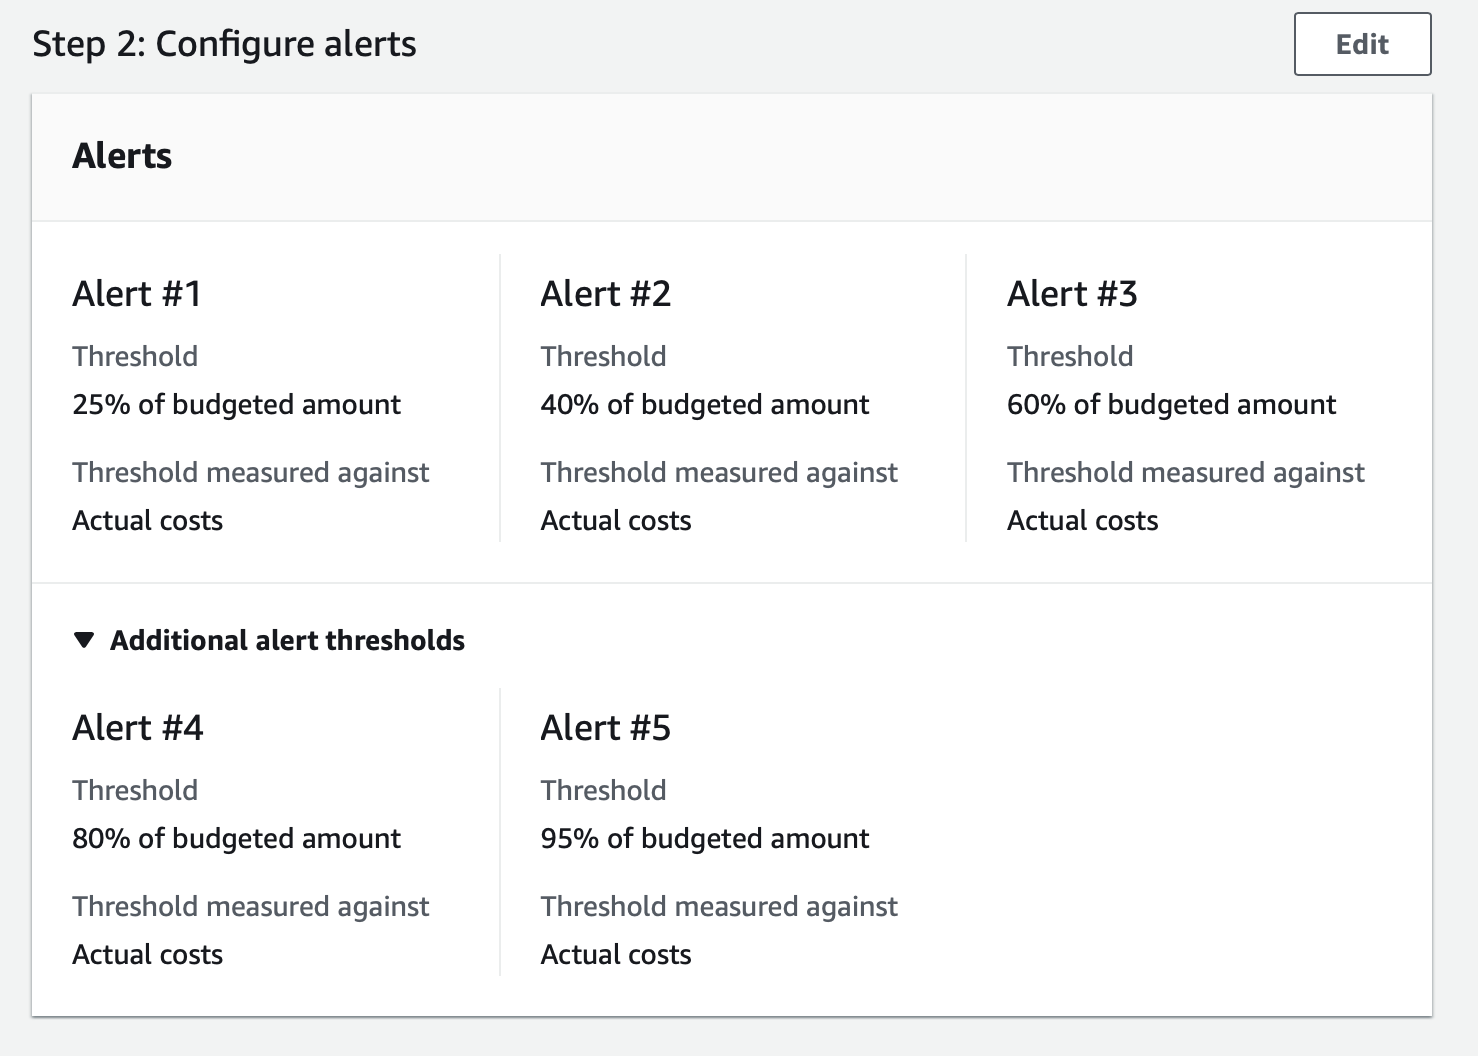 Step 2: Configure alerts
Edit
Alerts
Alert #1
Threshold
25% of budgeted amount
Threshold measured against
Actual costs
Alert #2
Threshold
40% of budgeted amount
Threshold measured against
Actual costs
Alert #3
Threshold
60% of budgeted amount
Threshold measured against
Actual costs
Additional alert thresholds
Alert #4
Threshold
80% of budgeted amount
Threshold measured against
Actual costs
Alert #5
Threshold
95% of budgeted amount
Threshold measured against
Actual costs